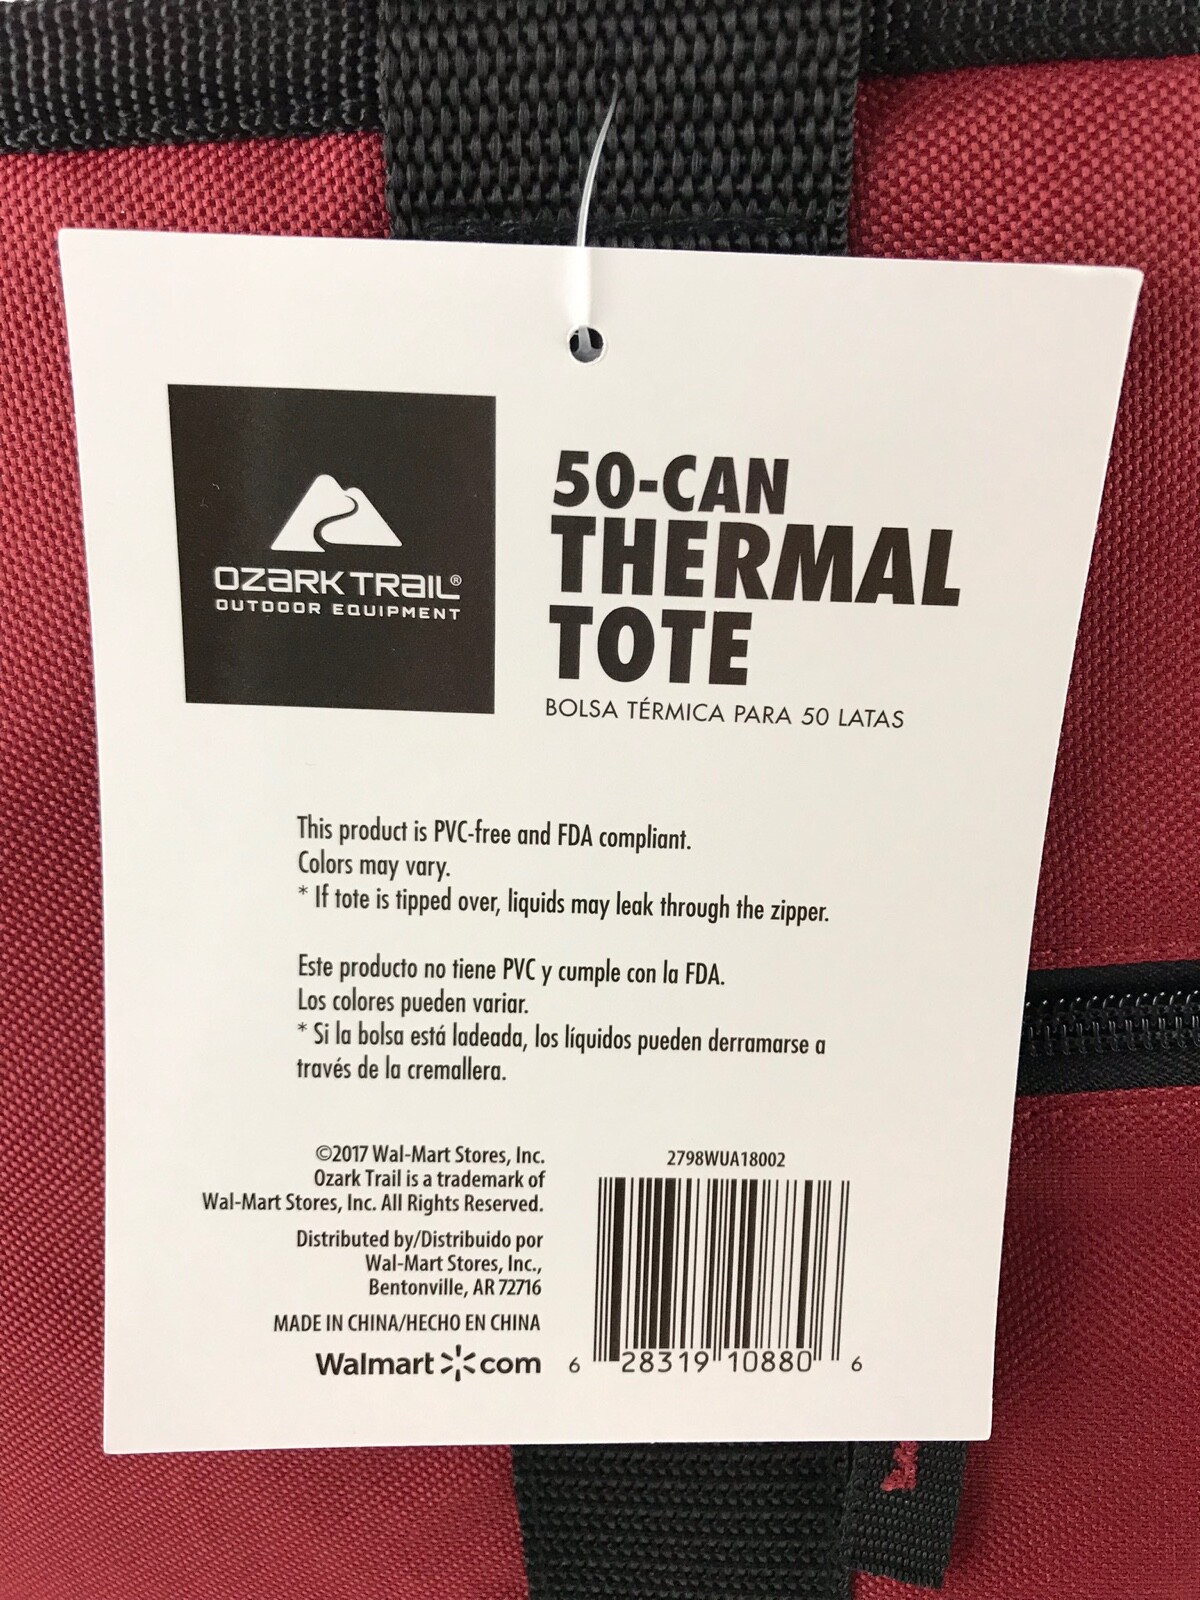 OZARK TRAIL®
OUTDOOR EQUIPMENT
50-CAN
THERMAL
TOTE
BOLSA TÉRMICA PARA 50 LATAS
This product is PVC-free and FDA compliant.
Colors may vary.
* If tote is tipped over, liquids may leak through the zipper.
Este producto no tiene PVC y cumple con la FDA.
Los colores pueden variar.
* Si la bolsa está ladeada, los líquidos pueden derramarse a
través de la cremallera.
©2017 Wal-Mart Stores, Inc.
Ozark Trail is a trademark of
Wal-Mart Stores, Inc. All Rights Reserved.
Distributed by/Distribuido por
Wal-Mart Stores, Inc.,
Bentonville, AR 72716
MADE IN CHINA/HECHO EN CHINA
Walmart com
2798WUA18002
6 28319 10880 6